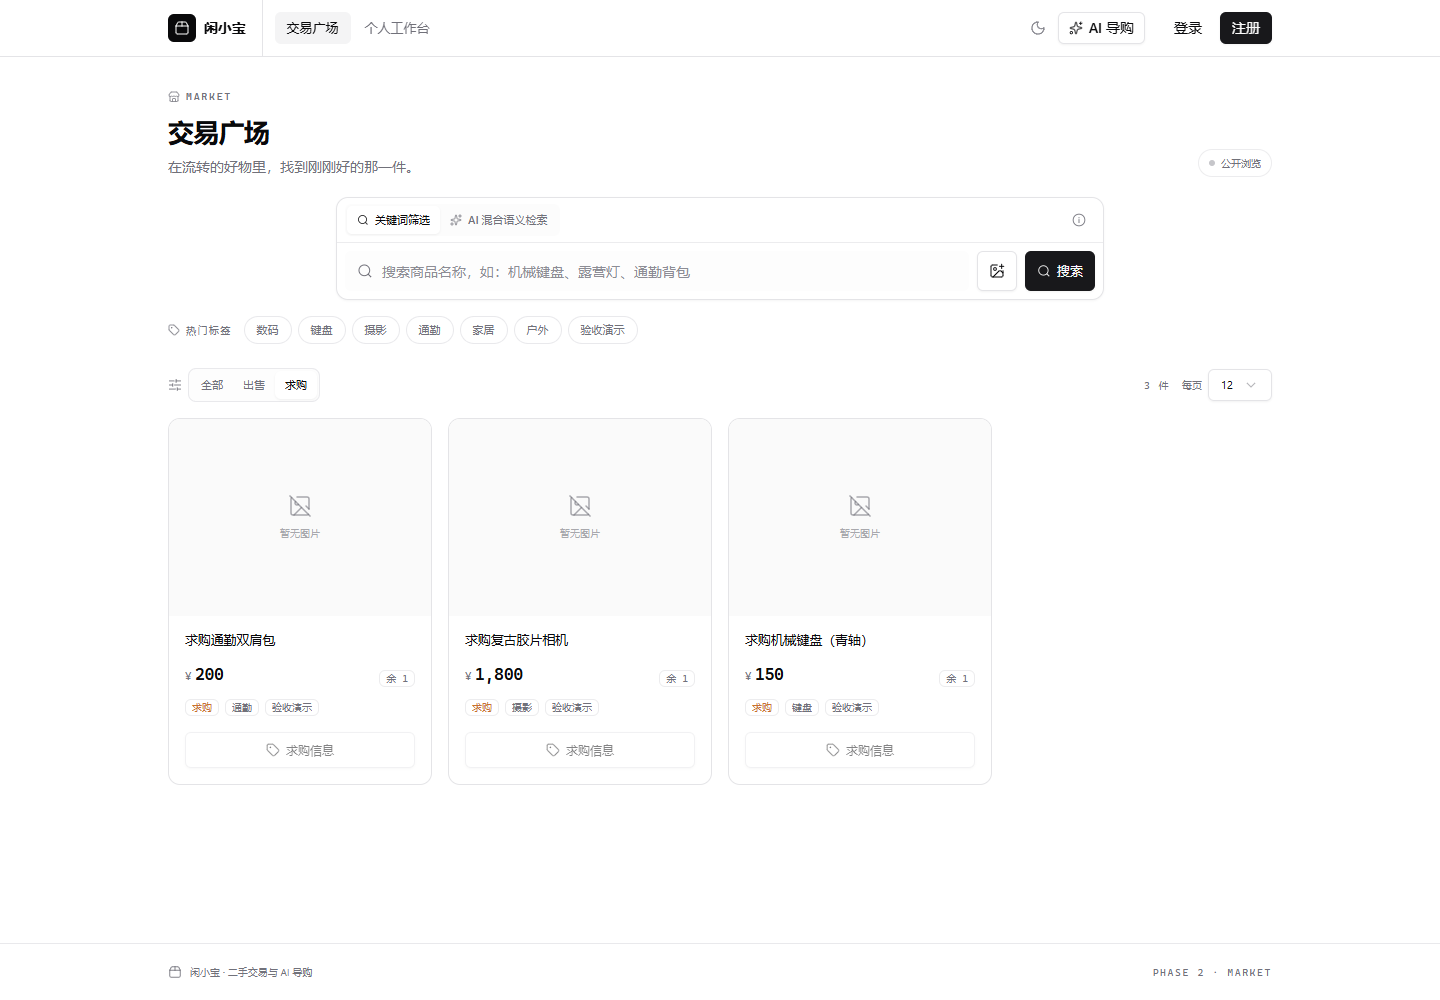 闲小宝 交易广场 个人工作台 AI 导购 登录 注册
MARKET
交易广场
在流转的好物里，找到刚刚好的那一件。
公开浏览
关键词筛选 AI 混合语义检索
搜索商品名称，如：机械键盘、露营灯、通勤背包 搜索
热门标签 数码 键盘 摄影 通勤 家居 户外 验收演示
全部 出售 求购 3 件 每页 12
暂无图片 暂无图片 暂无图片
求购通勤双肩包 求购复古胶片相机 求购机械键盘（青轴）
¥ 200 余 1 ¥ 1,800 余 1 ¥ 150 余 1
求购 通勤 验收演示 求购 摄影 验收演示 求购 键盘 验收演示
求购信息 求购信息 求购信息
闲小宝 · 二手交易与 AI 导购 PHASE 2 · MARKET